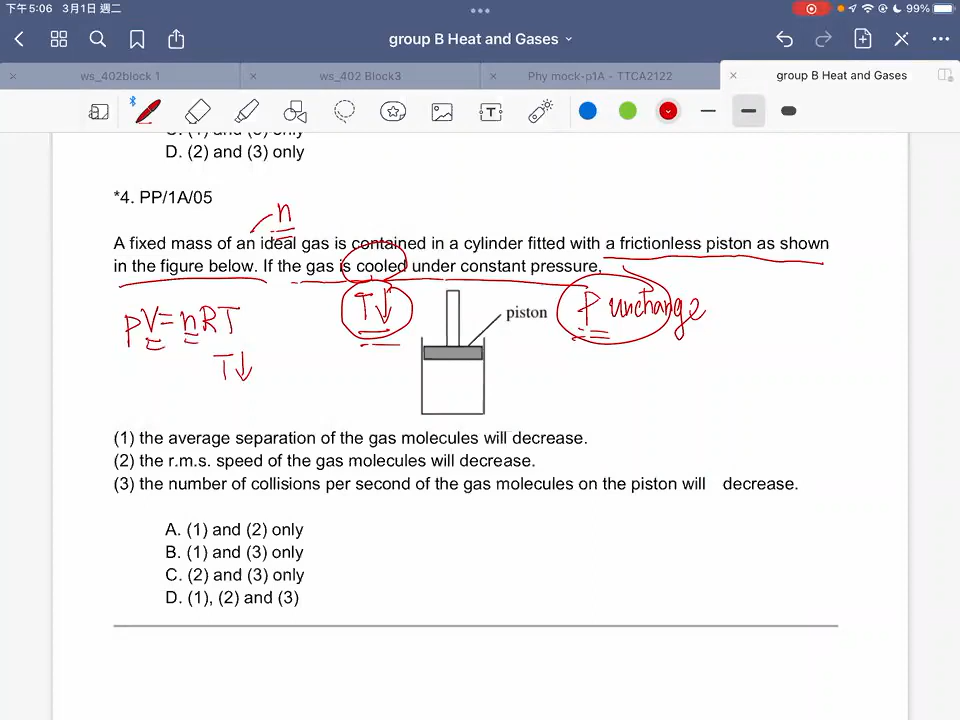 下午5:06 3月1日 週二
99%
group B Heat and Gases
ws_402block 1
ws_402 Block3
Phy mock-p1A - TTCA2122
group B Heat and Gases
D. (2) and (3) only
*4. PP/1A/05
n
A fixed mass of an ideal gas is contained in a cylinder fitted with a frictionless piston as shown
in the figure below. If the gas is cooled under constant pressure,
T↓
P unchange
PV=nRT
T↓
piston
(1) the average separation of the gas molecules will decrease.
(2) the r.m.s. speed of the gas molecules will decrease.
(3) the number of collisions per second of the gas molecules on the piston will decrease.
A. (1) and (2) only
B. (1) and (3) only
C. (2) and (3) only
D. (1), (2) and (3)